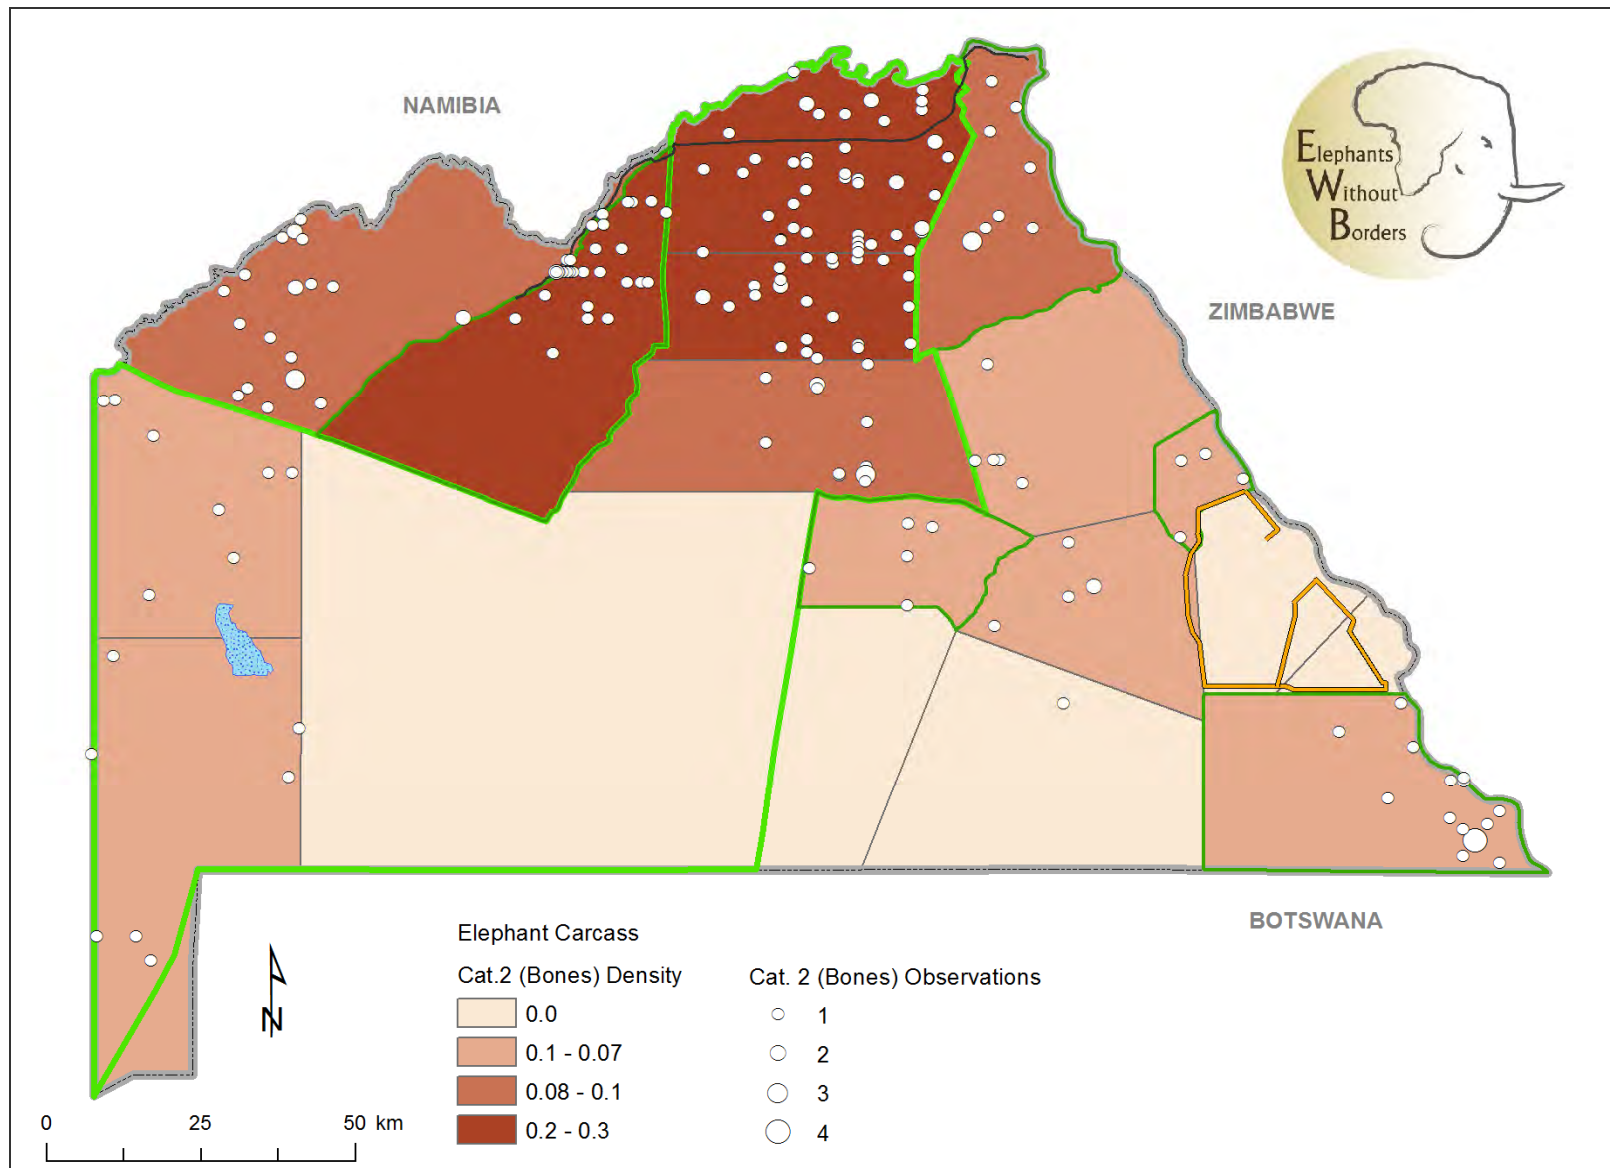 NAMIBIA
Elephants
Without
Borders
ZIMBABWE
BOTSWANA
Elephant Carcass
Cat.2 (Bones) Density
0.0
0.1 - 0.07
0.08 - 0.1
0.2 - 0.3
Cat. 2 (Bones) Observations
1
2
3
4
N
0 25 50 km